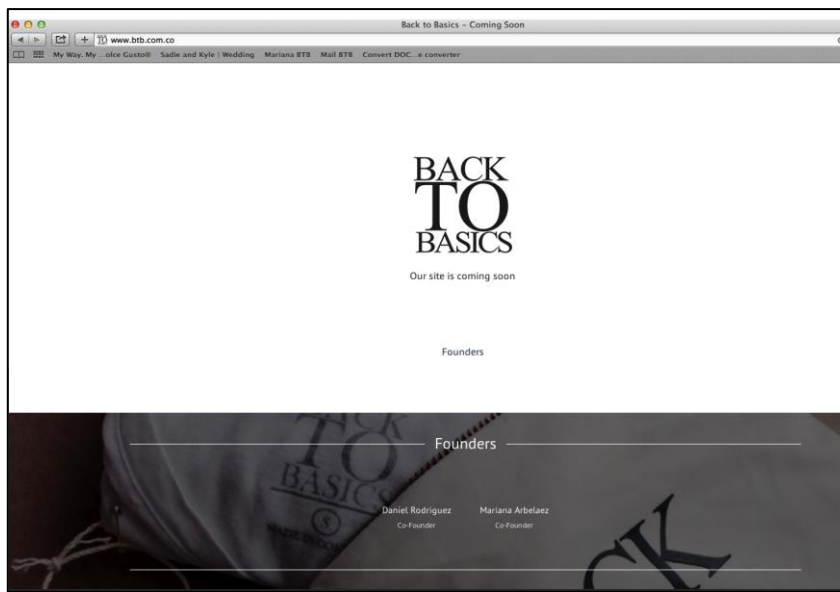 Back to Basics – Coming Soon
www.btb.com.co
My Way. My ...olce Gusto®   Sadie and Kyle | Wedding   Mariana BTB   Mail BTB   Convert DOC...e converter
BACK
TO
BASICS
Our site is coming soon
Founders
Founders
BACK
TO
BASICS
S
MADE IN
Daniel Rodriguez   Mariana Arbelaez
Co-Founder   Co-Founder